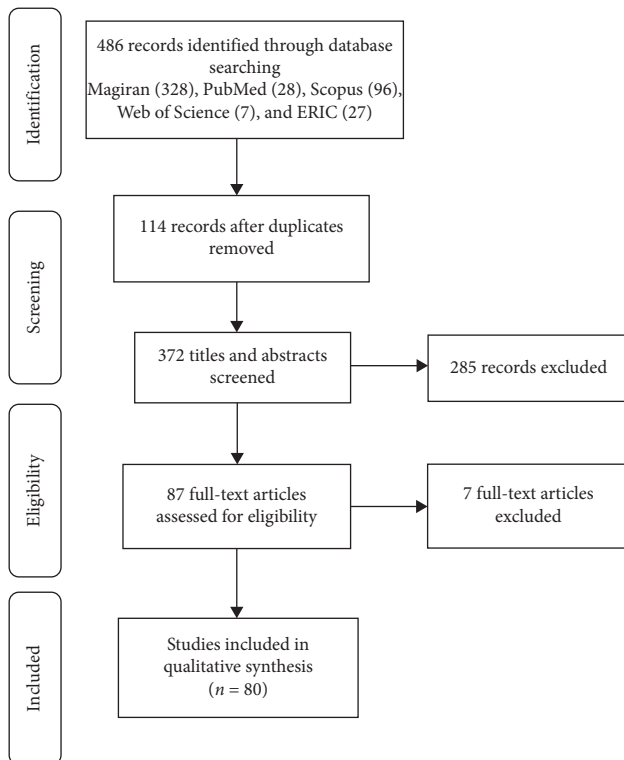 Identification
486 records identified through database
searching
Magiran (328), PubMed (28), Scopus (96),
Web of Science (7), and ERIC (27)
Screening
114 records after duplicates
removed
372 titles and abstracts
screened
285 records excluded
Eligibility
87 full-text articles
assessed for eligibility
7 full-text articles
excluded
Included
Studies included in
qualitative synthesis
(n = 80)